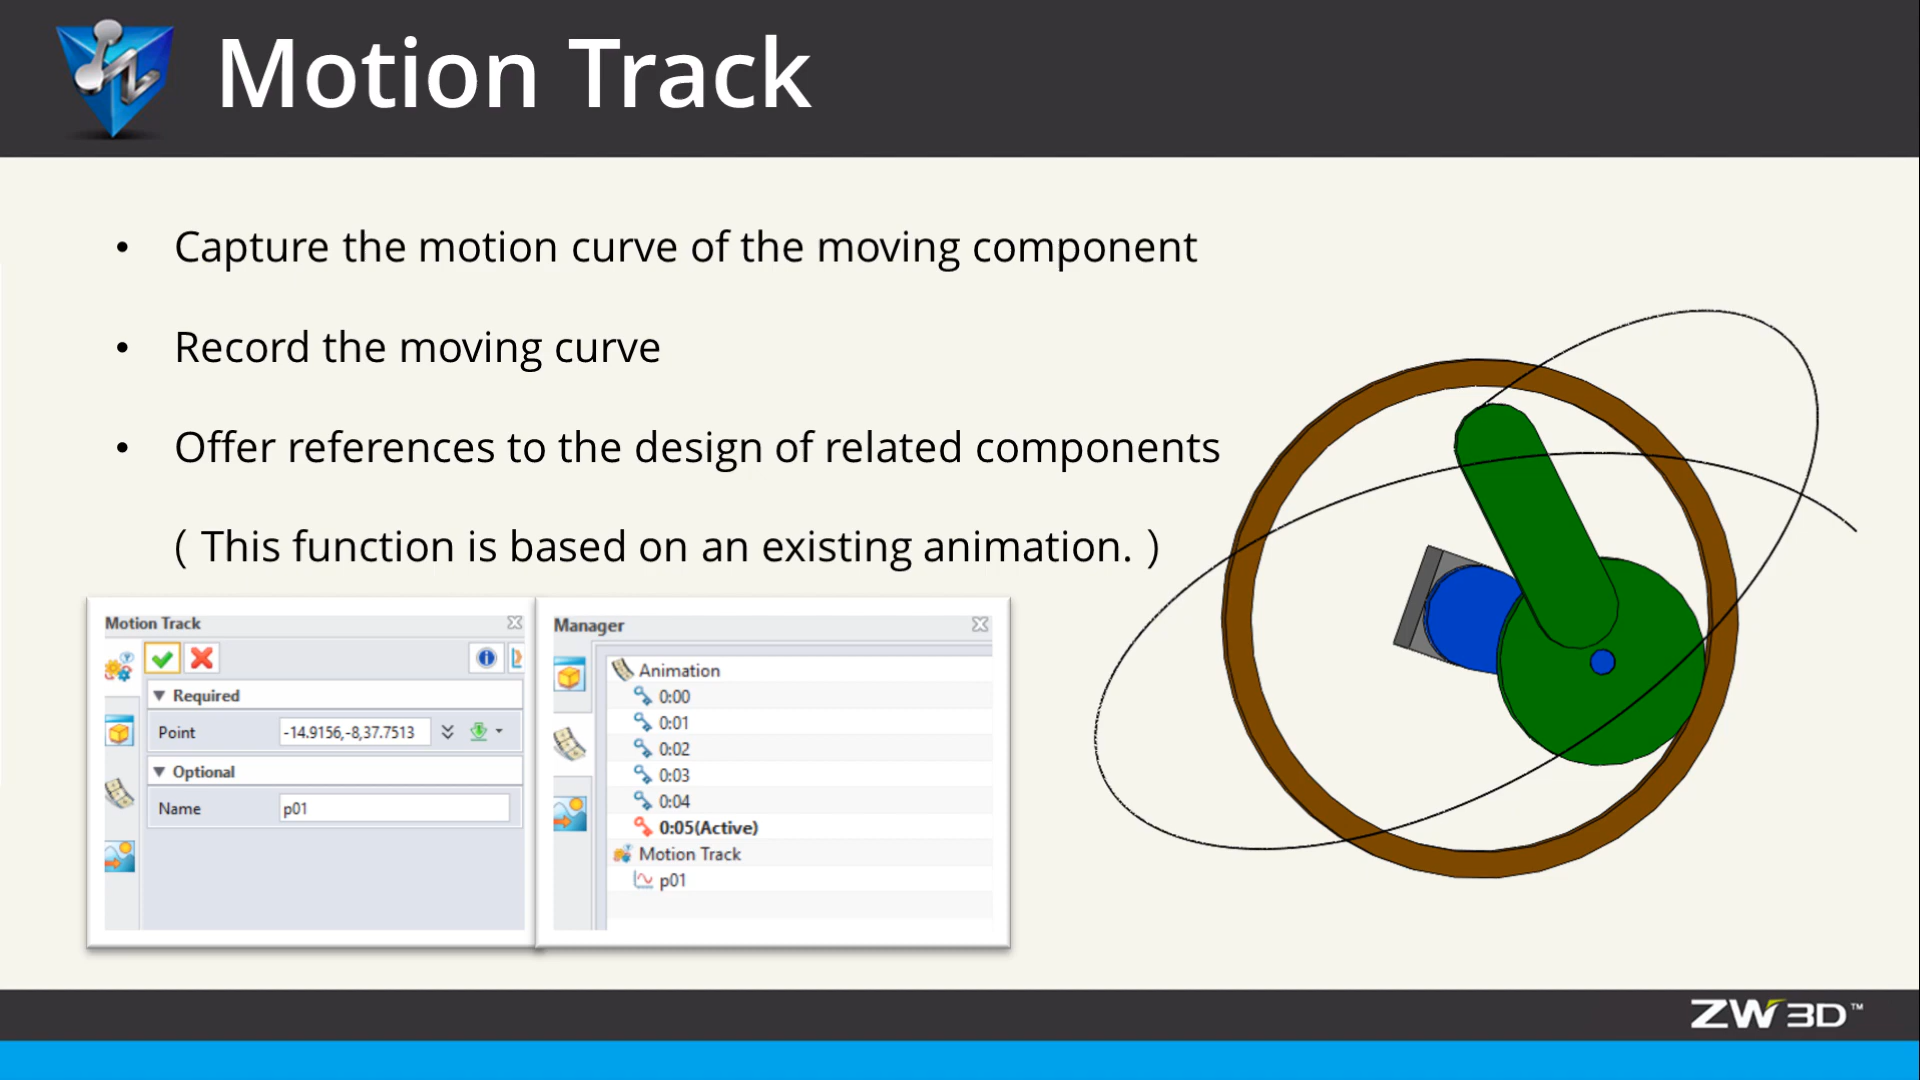 Motion Track
• Capture the motion curve of the moving component
• Record the moving curve
• Offer references to the design of related components
( This function is based on an existing animation. )
Motion Track
Required
Point -14.9156,-8,37.7513
Optional
Name p01
Manager
Animation
0:00
0:01
0:02
0:03
0:04
0:05(Active)
Motion Track
p01
ZW3D™